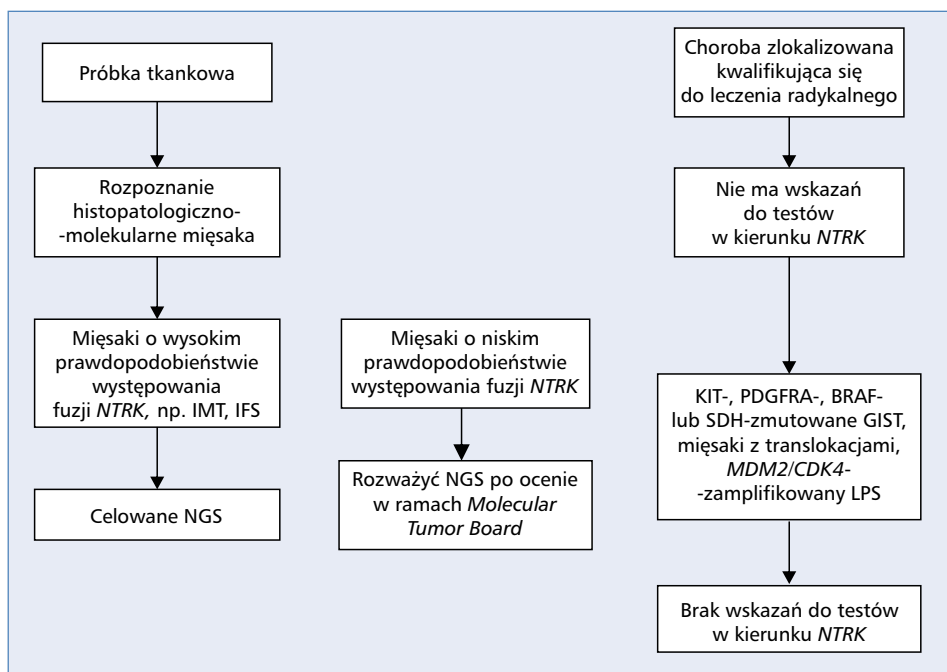 Próbka tkankowa
Rozpoznanie
histopatologiczno-
-molekularne mięsaka
Mięsaki o wysokim
prawdopodobieństwie
występowania
fuzji NTRK, np. IMT, IFS
Celowane NGS
Mięsaki o niskim
prawdopodobieństwie
występowania fuzji NTRK
Rozważyć NGS po ocenie
w ramach Molecular
Tumor Board
Choroba zlokalizowana
kwalifikująca się
do leczenia radykalnego
Nie ma wskazań
do testów
w kierunku NTRK
KIT-, PDGFRA-, BRAF-
lub SDH-zmutowane GIST,
mięsaki z translokacjami,
MDM2/CDK4-
-zamplifikowany LPS
Brak wskazań do testów
w kierunku NTRK